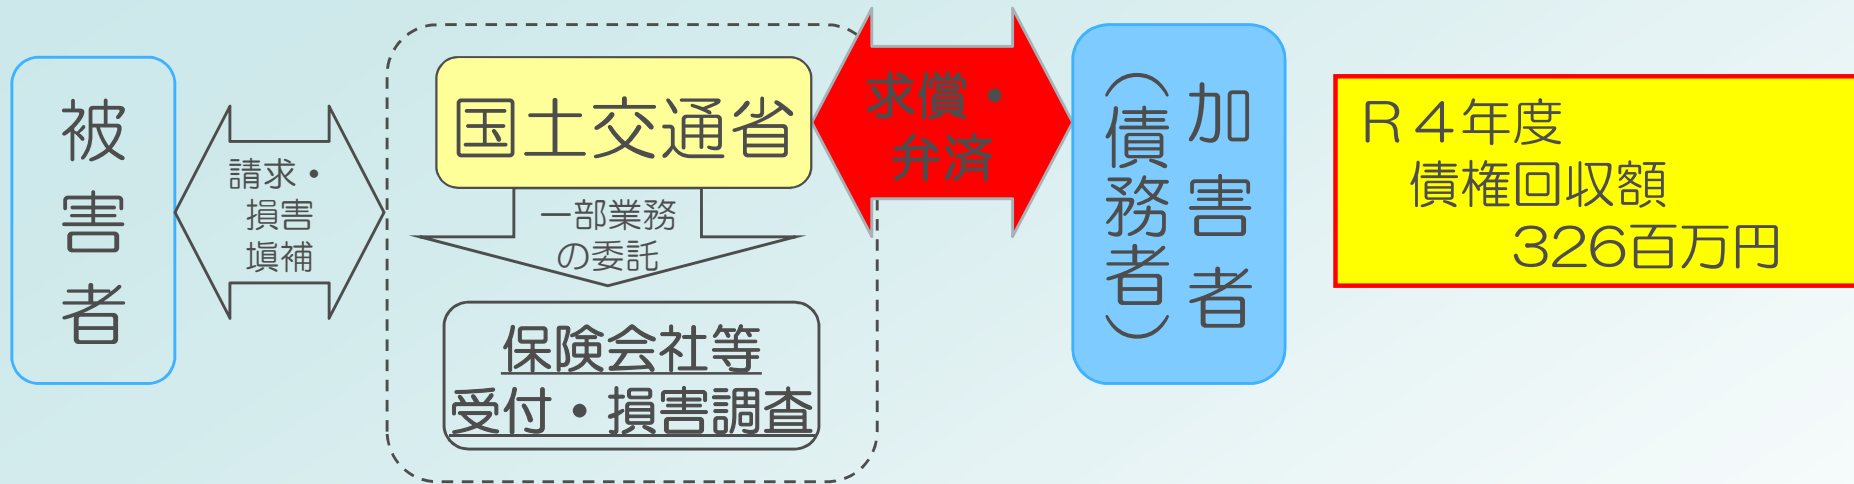 被害者
請求・
損害
塡補
国土交通省
一部業務
の委託
保険会社等
受付・損害調査
求償・
弁済
加害者
（債務者）
R４年度
債権回収額
326百万円